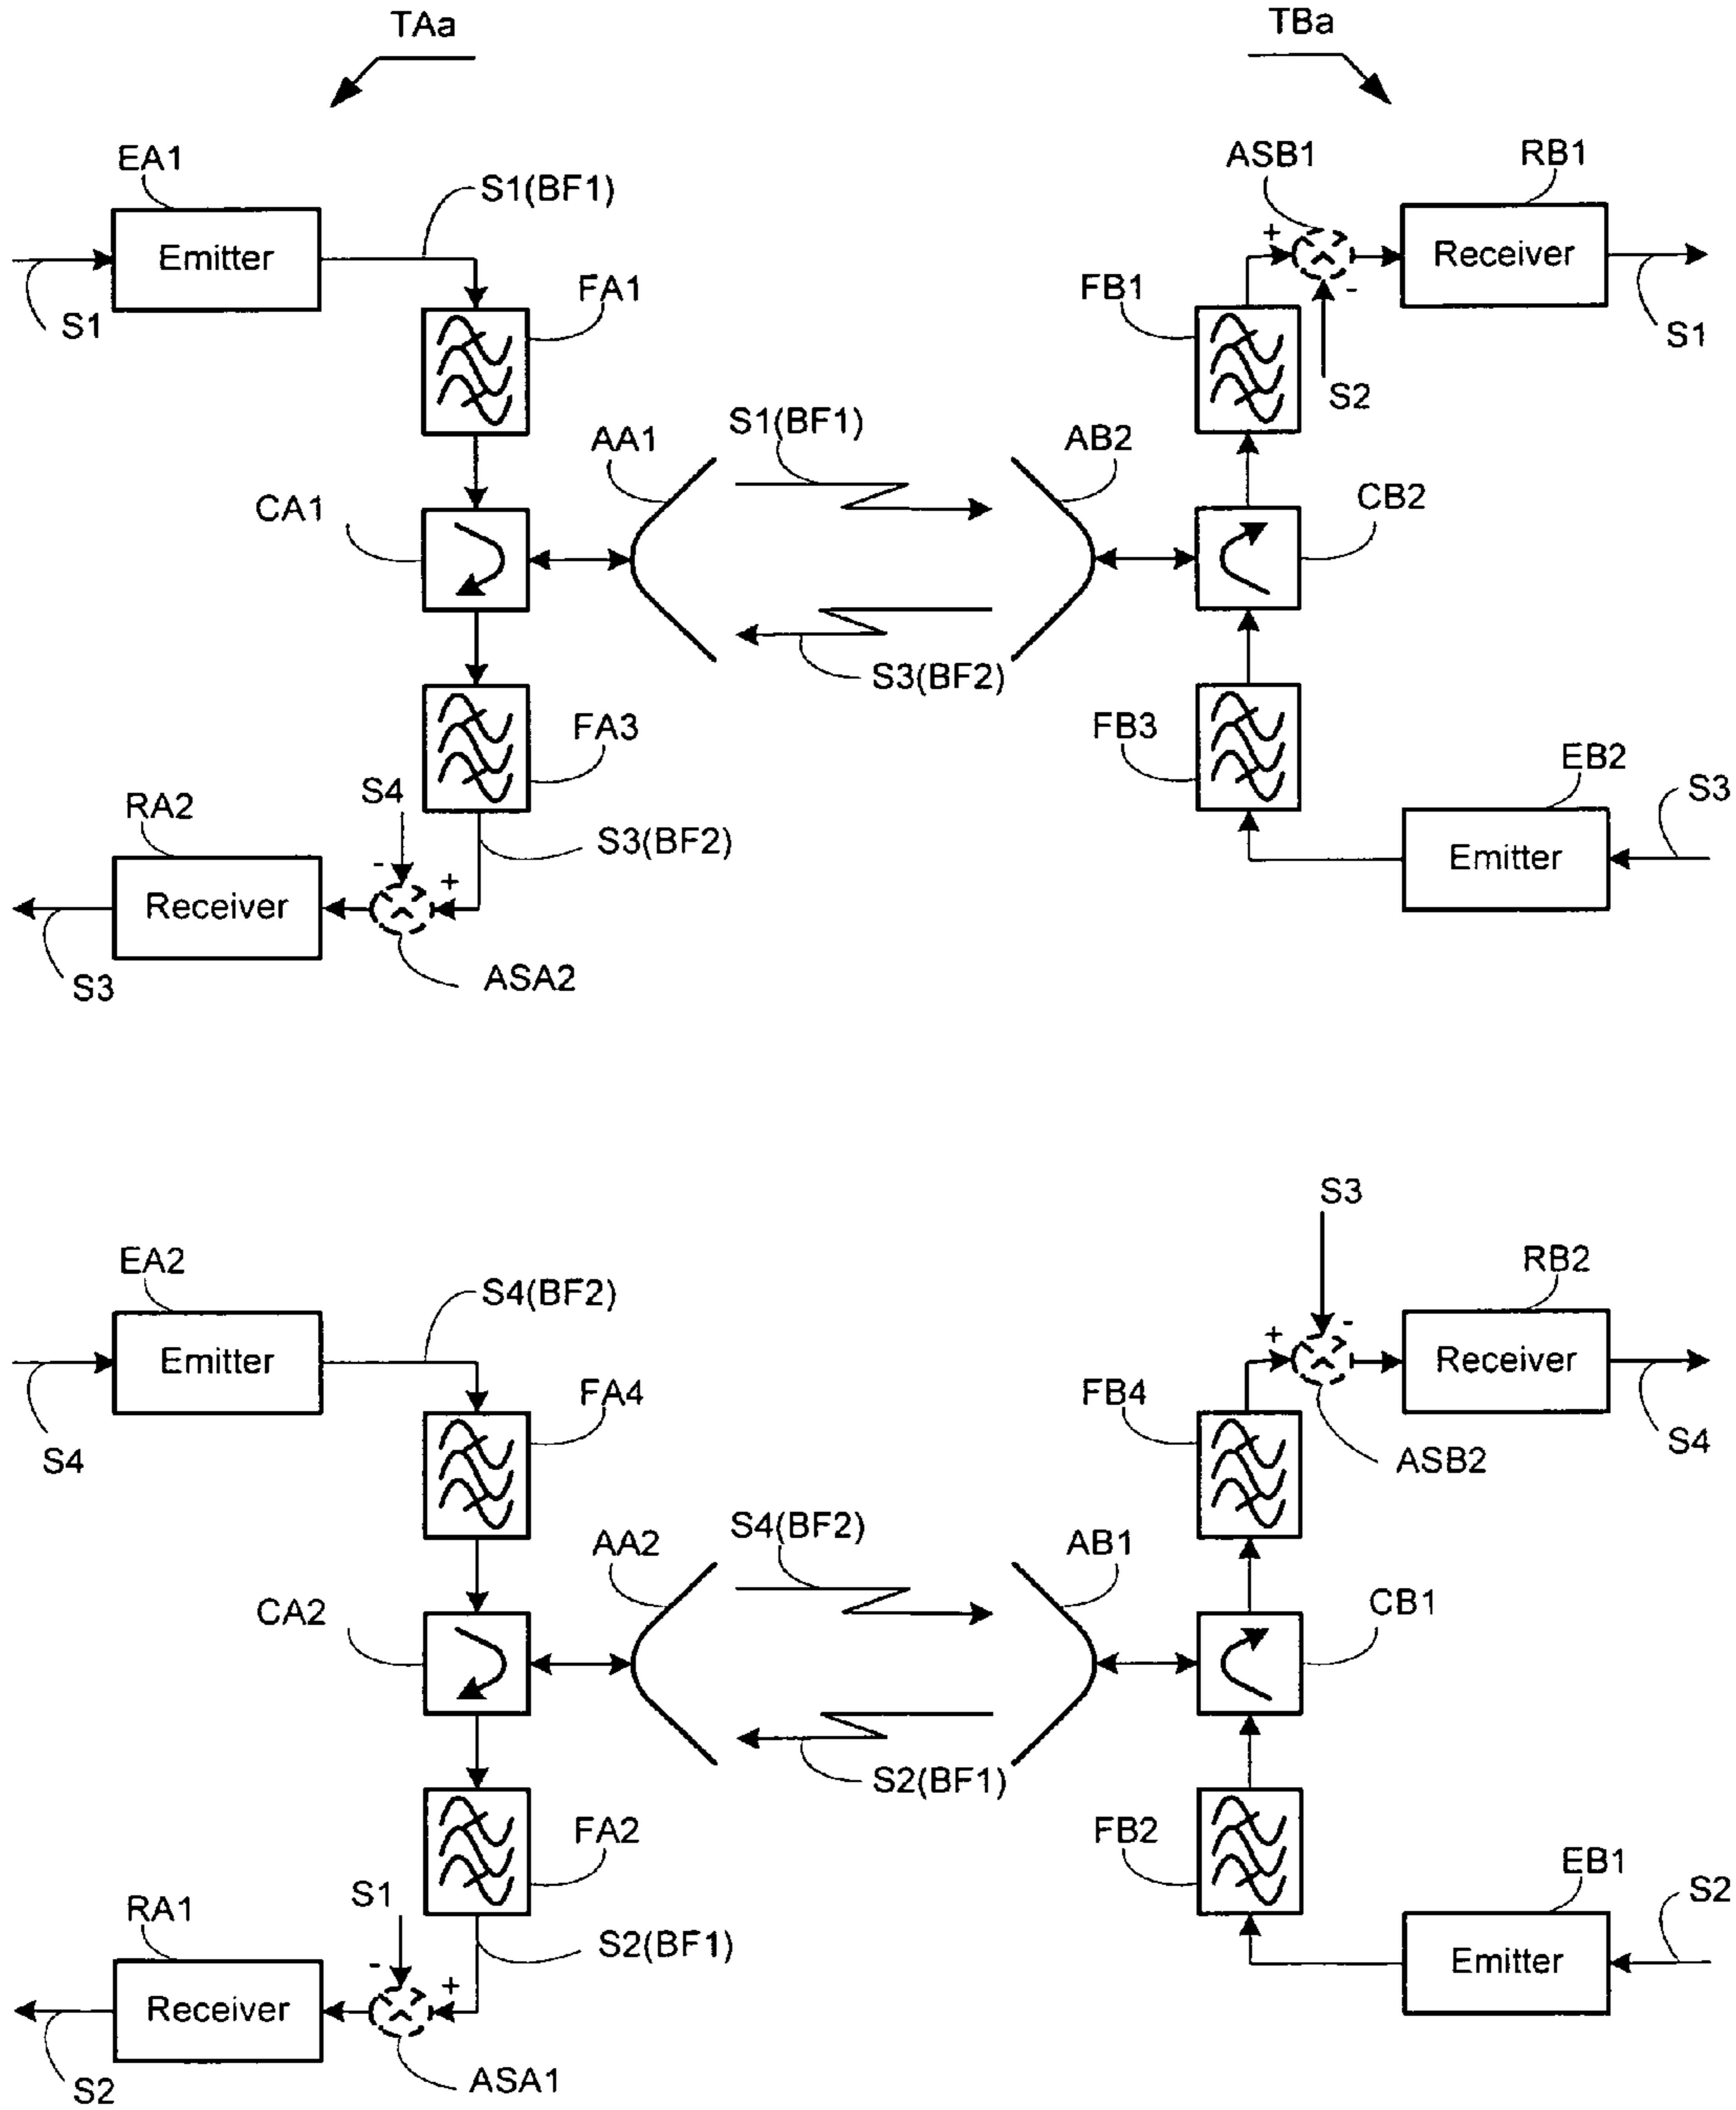 TAa
TBa
EA1
S1(BF1)
ASB1
RB1
Emitter
+
Receiver
S1
FA1
FB1
-
S1
S2
AA1
S1(BF1)
AB2
CA1
CB2
S3(BF2)
FA3
FB3
EB2
S3
RA2
S4
S3(BF2)
Emitter
-
+
Receiver
S3
ASA2
S3
EA2
S4(BF2)
RB2
-
+
Emitter
Receiver
FA4
FB4
S4
ASB2
S4
AA2
S4(BF2)
AB1
CA2
CB1
S2(BF1)
FA2
FB2
EB1
S2
RA1
S1
S2(BF1)
Emitter
-
+
Receiver
S2
ASA1